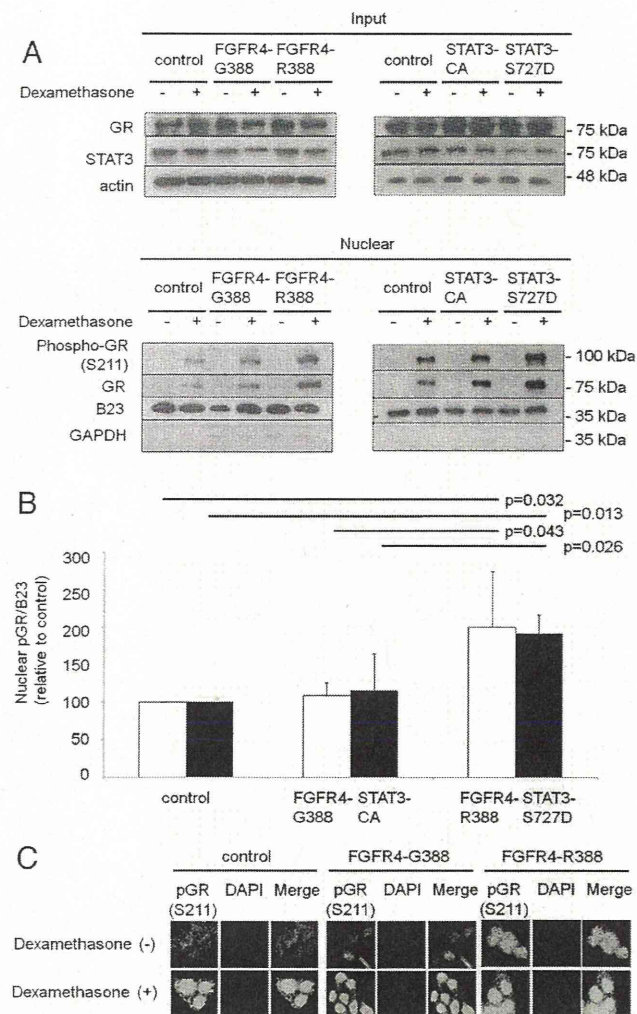 A
Input
control FGFR4-G388 FGFR4-R388 control STAT3-CA STAT3-S727D
Dexamethasone - + - + - + - + - + - +
GR - 75 kDa
STAT3 - 75 kDa
actin - 48 kDa
Nuclear
control FGFR4-G388 FGFR4-R388 control STAT3-CA STAT3-S727D
Dexamethasone - + - + - + - + - + - +
Phospho-GR (S211) - 100 kDa
GR - 75 kDa
B23 - 35 kDa
GAPDH - 35 kDa
B
p=0.032
p=0.013
p=0.043
p=0.026
Nuclear pGR/B23
(relative to control)
300
250
200
150
100
50
0
control FGFR4-G388 STAT3-CA FGFR4-R388 STAT3-S727D
C
control FGFR4-G388 FGFR4-R388
pGR (S211) DAPI Merge pGR (S211) DAPI Merge pGR (S211) DAPI Merge
Dexamethasone (-)
Dexamethasone (+)